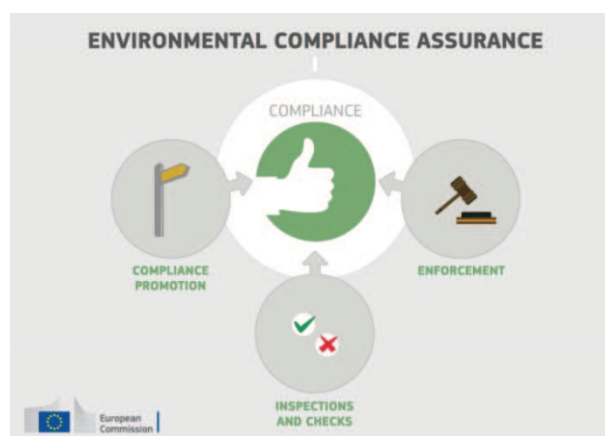 ENVIRONMENTAL COMPLIANCE ASSURANCE
COMPLIANCE
COMPLIANCE
PROMOTION
ENFORCEMENT
INSPECTIONS
AND CHECKS
European
Commission